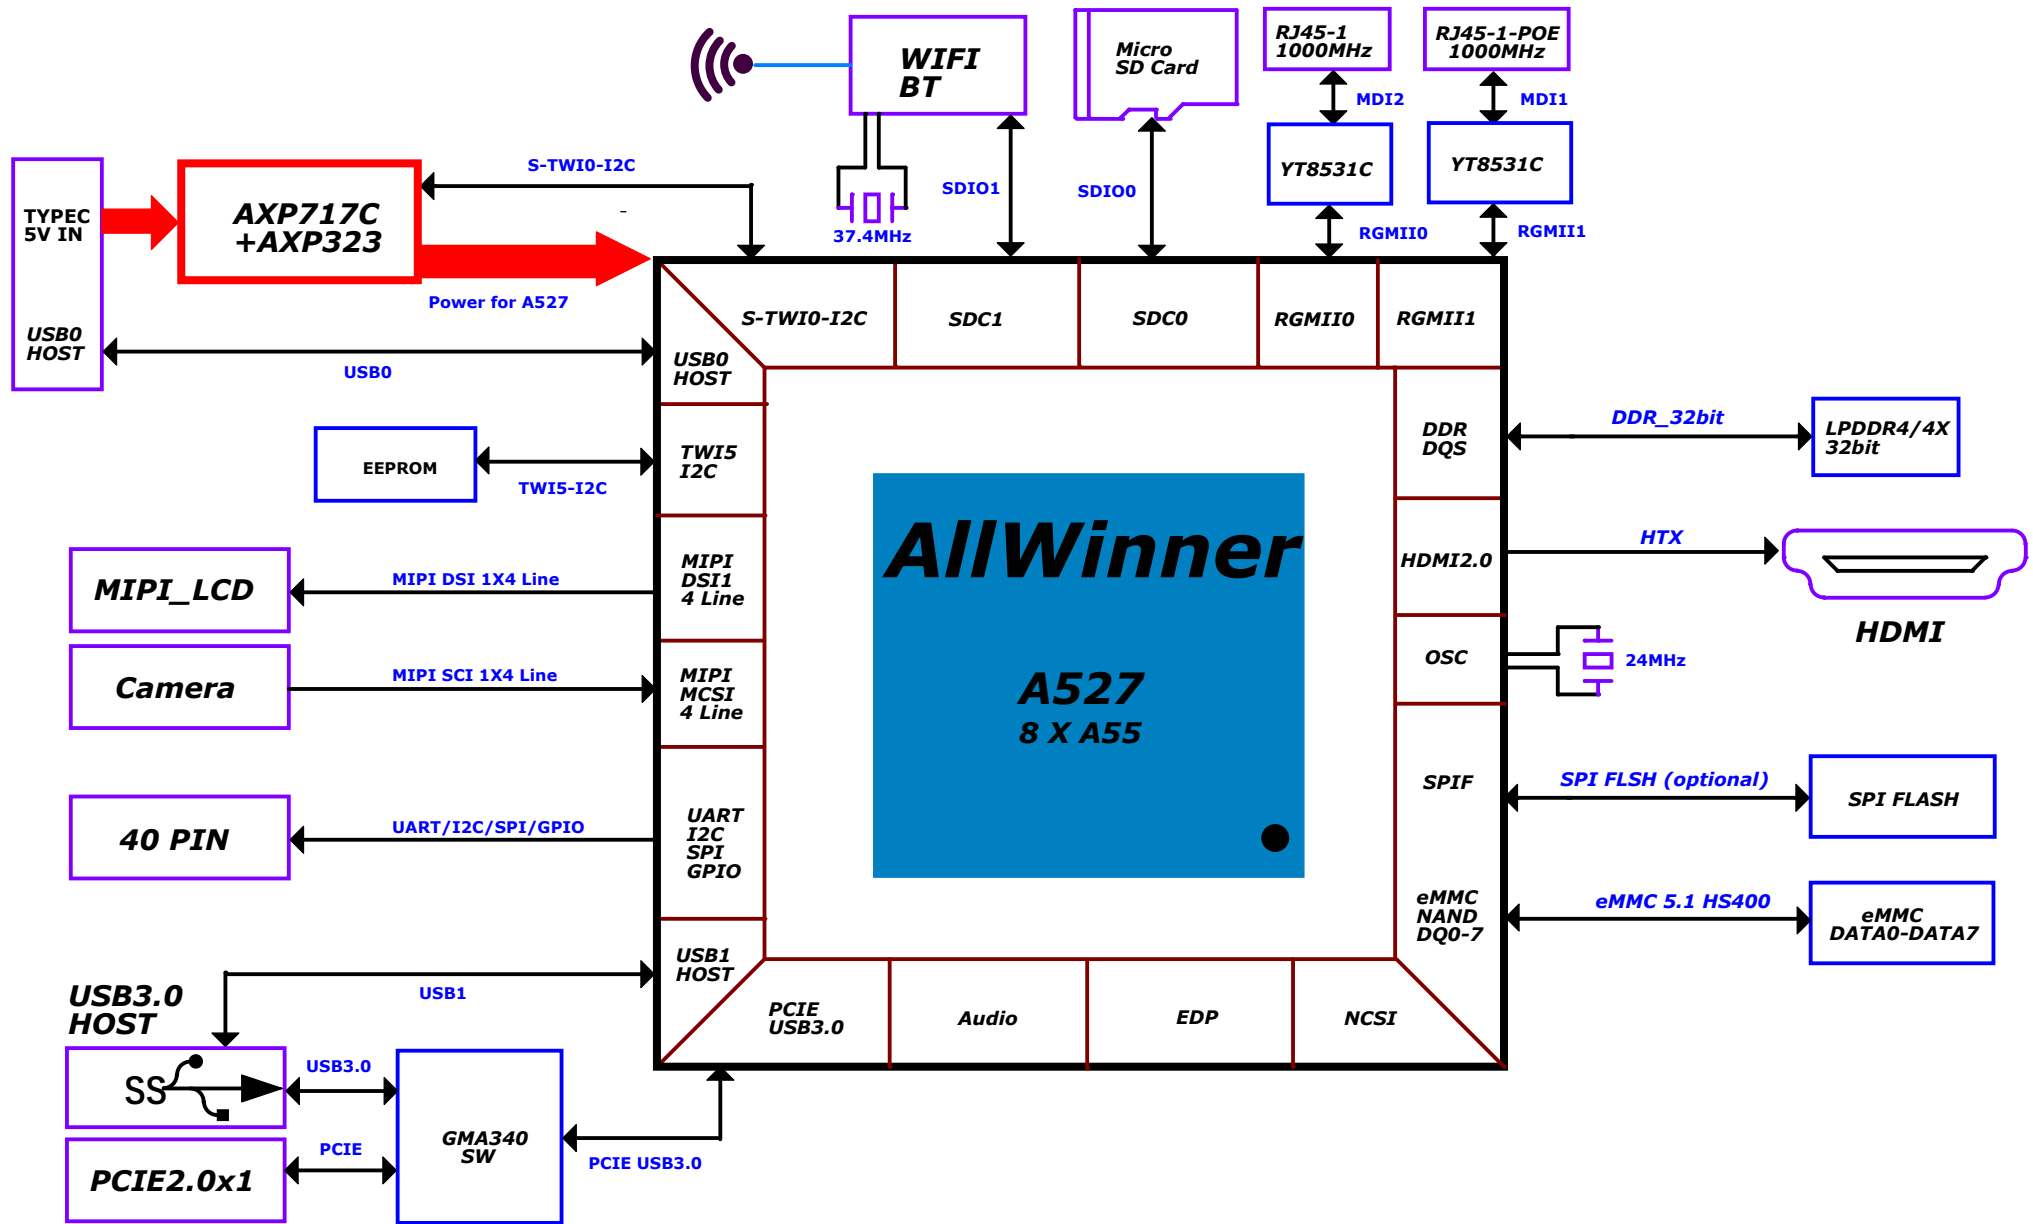 WIFI
BT
Micro
SD Card
RJ45-1
1000MHz
RJ45-1-POE
1000MHz
MDI2
MDI1
YT8531C
YT8531C
SDIO1
SDIO0
RGMII0
RGMII1
37.4MHz
TYPEC
5V IN
USB0
HOST
AXP717C
+AXP323
S-TWI0-I2C
-
Power for A527
USB0
S-TWI0-I2C
SDC1
SDC0
RGMII0
RGMII1
USB0
HOST
TWI5
I2C
MIPI
DSI1
4 Line
MIPI
MCSI
4 Line
UART
I2C
SPI
GPIO
USB1
HOST
EEPROM
TWI5-I2C
MIPI_LCD
MIPI DSI 1X4 Line
Camera
MIPI SCI 1X4 Line
40 PIN
UART/I2C/SPI/GPIO
AllWinner
A527
8 X A55
DDR
DQS
HDMI2.0
OSC
SPIF
eMMC
NAND
DQ0-7
DDR_32bit
LPDDR4/4X
32bit
HTX
HDMI
24MHz
SPI FLSH (optional)
SPI FLASH
eMMC 5.1 HS400
eMMC
DATA0-DATA7
PCIE
USB3.0
Audio
EDP
NCSI
USB1
USB3.0
HOST
SS
USB3.0
PCIE
PCIE2.0x1
GMA340
SW
PCIE USB3.0